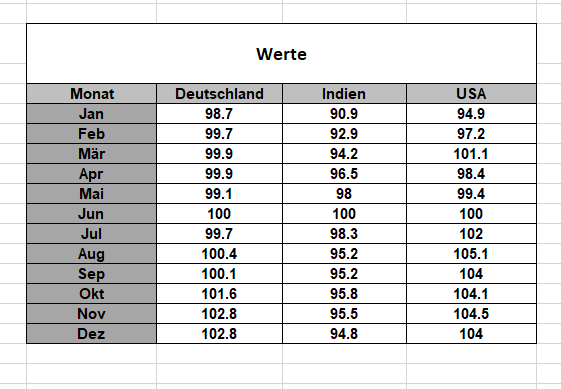 Werte
Monat Deutschland Indien USA
Jan 98.7 90.9 94.9
Feb 99.7 92.9 97.2
Mär 99.9 94.2 101.1
Apr 99.9 96.5 98.4
Mai 99.1 98 99.4
Jun 100 100 100
Jul 99.7 98.3 102
Aug 100.4 95.2 105.1
Sep 100.1 95.2 104
Okt 101.6 95.8 104.1
Nov 102.8 95.5 104.5
Dez 102.8 94.8 104